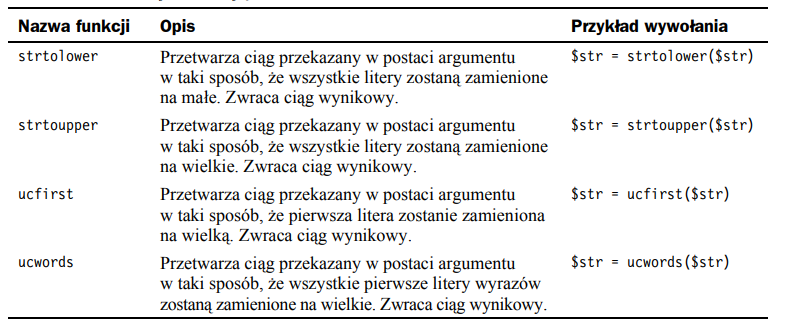 Nazwa funkcji Opis Przykład wywołania
strtolower Przetwarza ciąg przekazany w postaci argumentu $str = strtolower($str)
w taki sposób, że wszystkie litery zostaną zamienione
na małe. Zwraca ciąg wynikowy.
strtoupper Przetwarza ciąg przekazany w postaci argumentu $str = strtoupper($str)
w taki sposób, że wszystkie litery zostaną zamienione
na wielkie. Zwraca ciąg wynikowy.
ucfirst Przetwarza ciąg przekazany w postaci argumentu $str = ucfirst($str)
w taki sposób, że pierwsza litera zostanie zamieniona
na wielką. Zwraca ciąg wynikowy.
ucwords Przetwarza ciąg przekazany w postaci argumentu $str = ucwords($str)
w taki sposób, że wszystkie pierwsze litery wyrazów
zostaną zamienione na wielkie. Zwraca ciąg wynikowy.